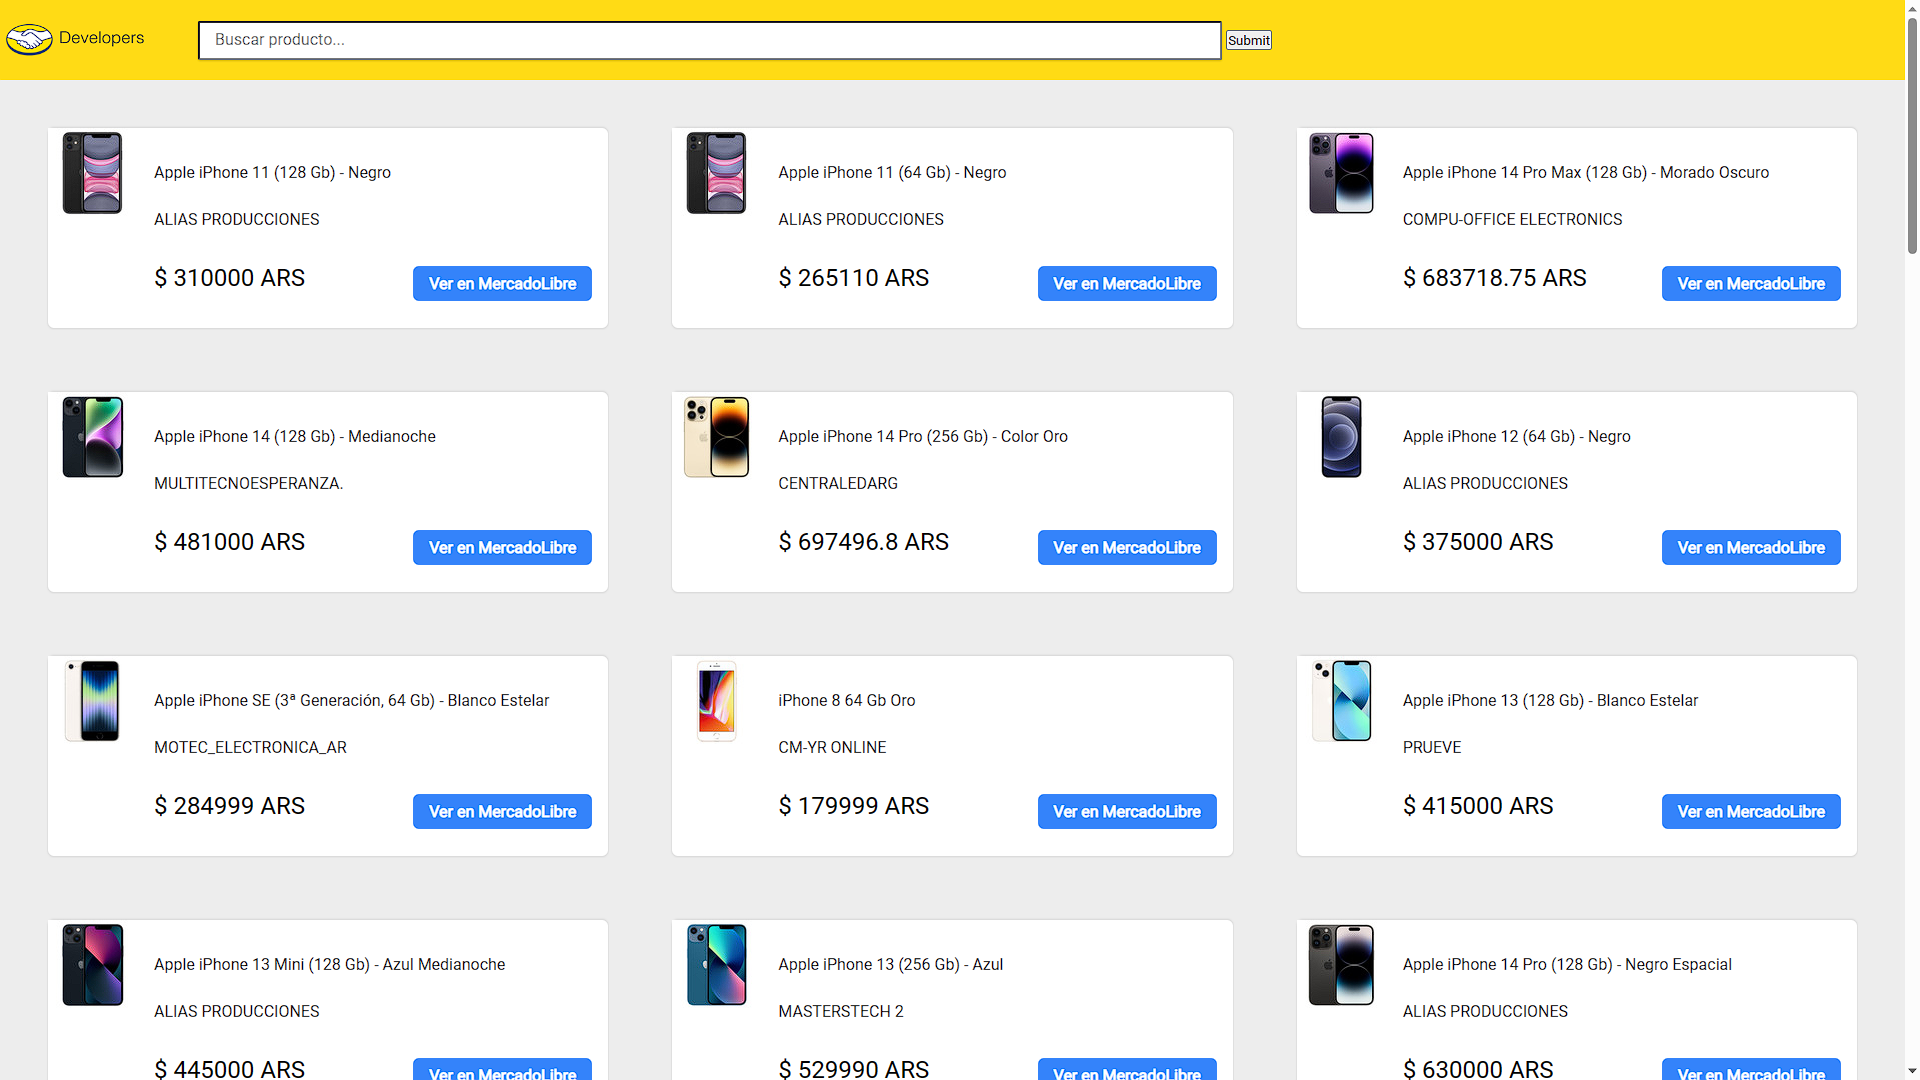 Developers
Buscar producto...
Submit
Apple iPhone 11 (128 Gb) - Negro
ALIAS PRODUCCIONES
$ 310000 ARS
Ver en MercadoLibre
Apple iPhone 11 (64 Gb) - Negro
ALIAS PRODUCCIONES
$ 265110 ARS
Ver en MercadoLibre
Apple iPhone 14 Pro Max (128 Gb) - Morado Oscuro
COMPU-OFFICE ELECTRONICS
$ 683718.75 ARS
Ver en MercadoLibre
Apple iPhone 14 (128 Gb) - Medianoche
MULTITECNOESPERANZA.
$ 481000 ARS
Ver en MercadoLibre
Apple iPhone 14 Pro (256 Gb) - Color Oro
CENTRALEDARG
$ 697496.8 ARS
Ver en MercadoLibre
Apple iPhone 12 (64 Gb) - Negro
ALIAS PRODUCCIONES
$ 375000 ARS
Ver en MercadoLibre
Apple iPhone SE (3ª Generación, 64 Gb) - Blanco Estelar
MOTEC_ELECTRONICA_AR
$ 284999 ARS
Ver en MercadoLibre
iPhone 8 64 Gb Oro
CM-YR ONLINE
$ 179999 ARS
Ver en MercadoLibre
Apple iPhone 13 (128 Gb) - Blanco Estelar
PRUEVE
$ 415000 ARS
Ver en MercadoLibre
Apple iPhone 13 Mini (128 Gb) - Azul Medianoche
ALIAS PRODUCCIONES
$ 445000 ARS
Ver en MercadoLibre
Apple iPhone 13 (256 Gb) - Azul
MASTERSTECH 2
$ 529990 ARS
Ver en MercadoLibre
Apple iPhone 14 Pro (128 Gb) - Negro Espacial
ALIAS PRODUCCIONES
$ 630000 ARS
Ver en MercadoLibre